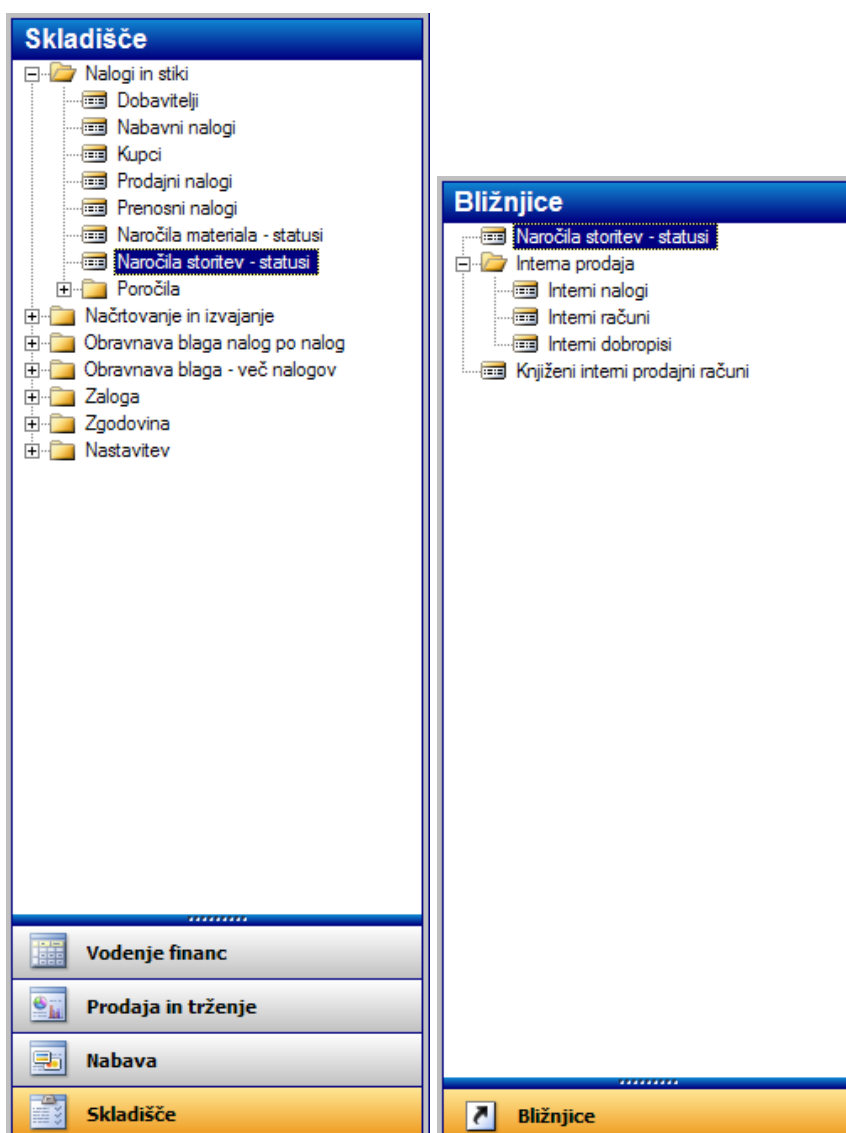 Skladišče
Nalogi in stiki
Dobavitelji
Nabavni nalogi
Kupci
Prodajni nalogi
Prenosni nalogi
Naročila materiala - statusi
Naročila storitev - statusi
Poročila
Načrtovanje in izvajanje
Obravnava blaga nalog po nalog
Obravnava blaga - več nalogov
Zaloga
Zgodovina
Nastavitev
Vodenje financ
Prodaja in trženje
Nabava
Skladišče
Bližnjice
Naročila storitev - statusi
Interna prodaja
Interni nalogi
Interni računi
Interni dobropisi
Knjiženi interni prodajni računi
Bližnjice